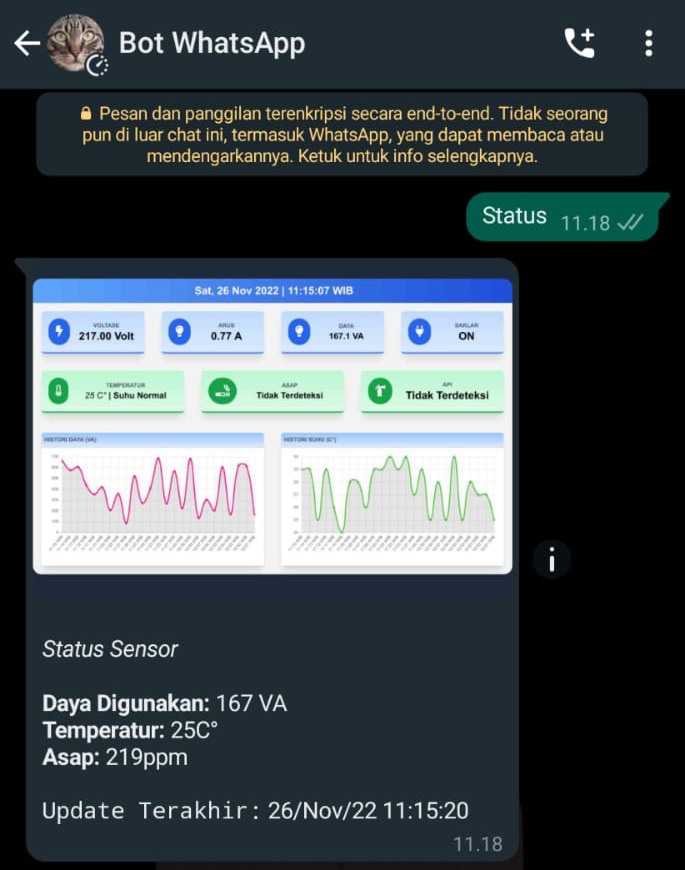 Bot WhatsApp
Pesan dan panggilan terenkripsi secara end-to-end. Tidak seorang
pun di luar chat ini, termasuk WhatsApp, yang dapat membaca atau
mendengarkannya. Ketuk untuk info selengkapnya.
Status 11.18
Sat, 26 Nov 2022 | 11:15:07 WIB
VOLTASE
217.00 Volt
ARUS
0.77 A
DAYA
167.1 VA
SAKLAR
ON
TEMPERATUR
25 C° | Suhu Normal
ASAP
Tidak Terdeteksi
API
Tidak Terdeteksi
HISTORI DAYA (VA)
HISTORI SUHU (C°)
Status Sensor
Daya Digunakan: 167 VA
Temperatur: 25C°
Asap: 219ppm
Update Terakhir: 26/Nov/22 11:15:20
11.18